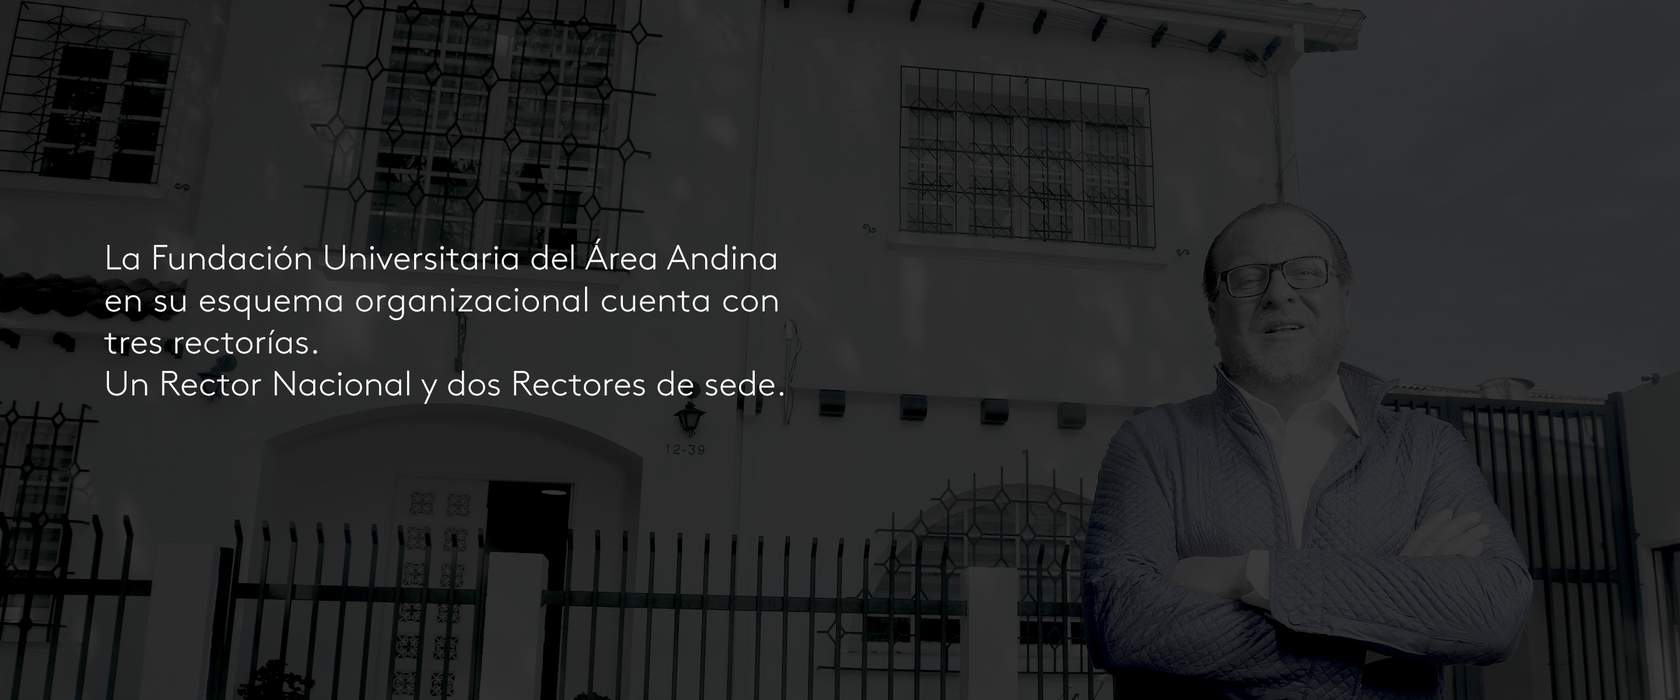 La Fundación Universitaria del Área Andina
en su esquema organizacional cuenta con
tres rectorías.
Un Rector Nacional y dos Rectores de sede.
12-39